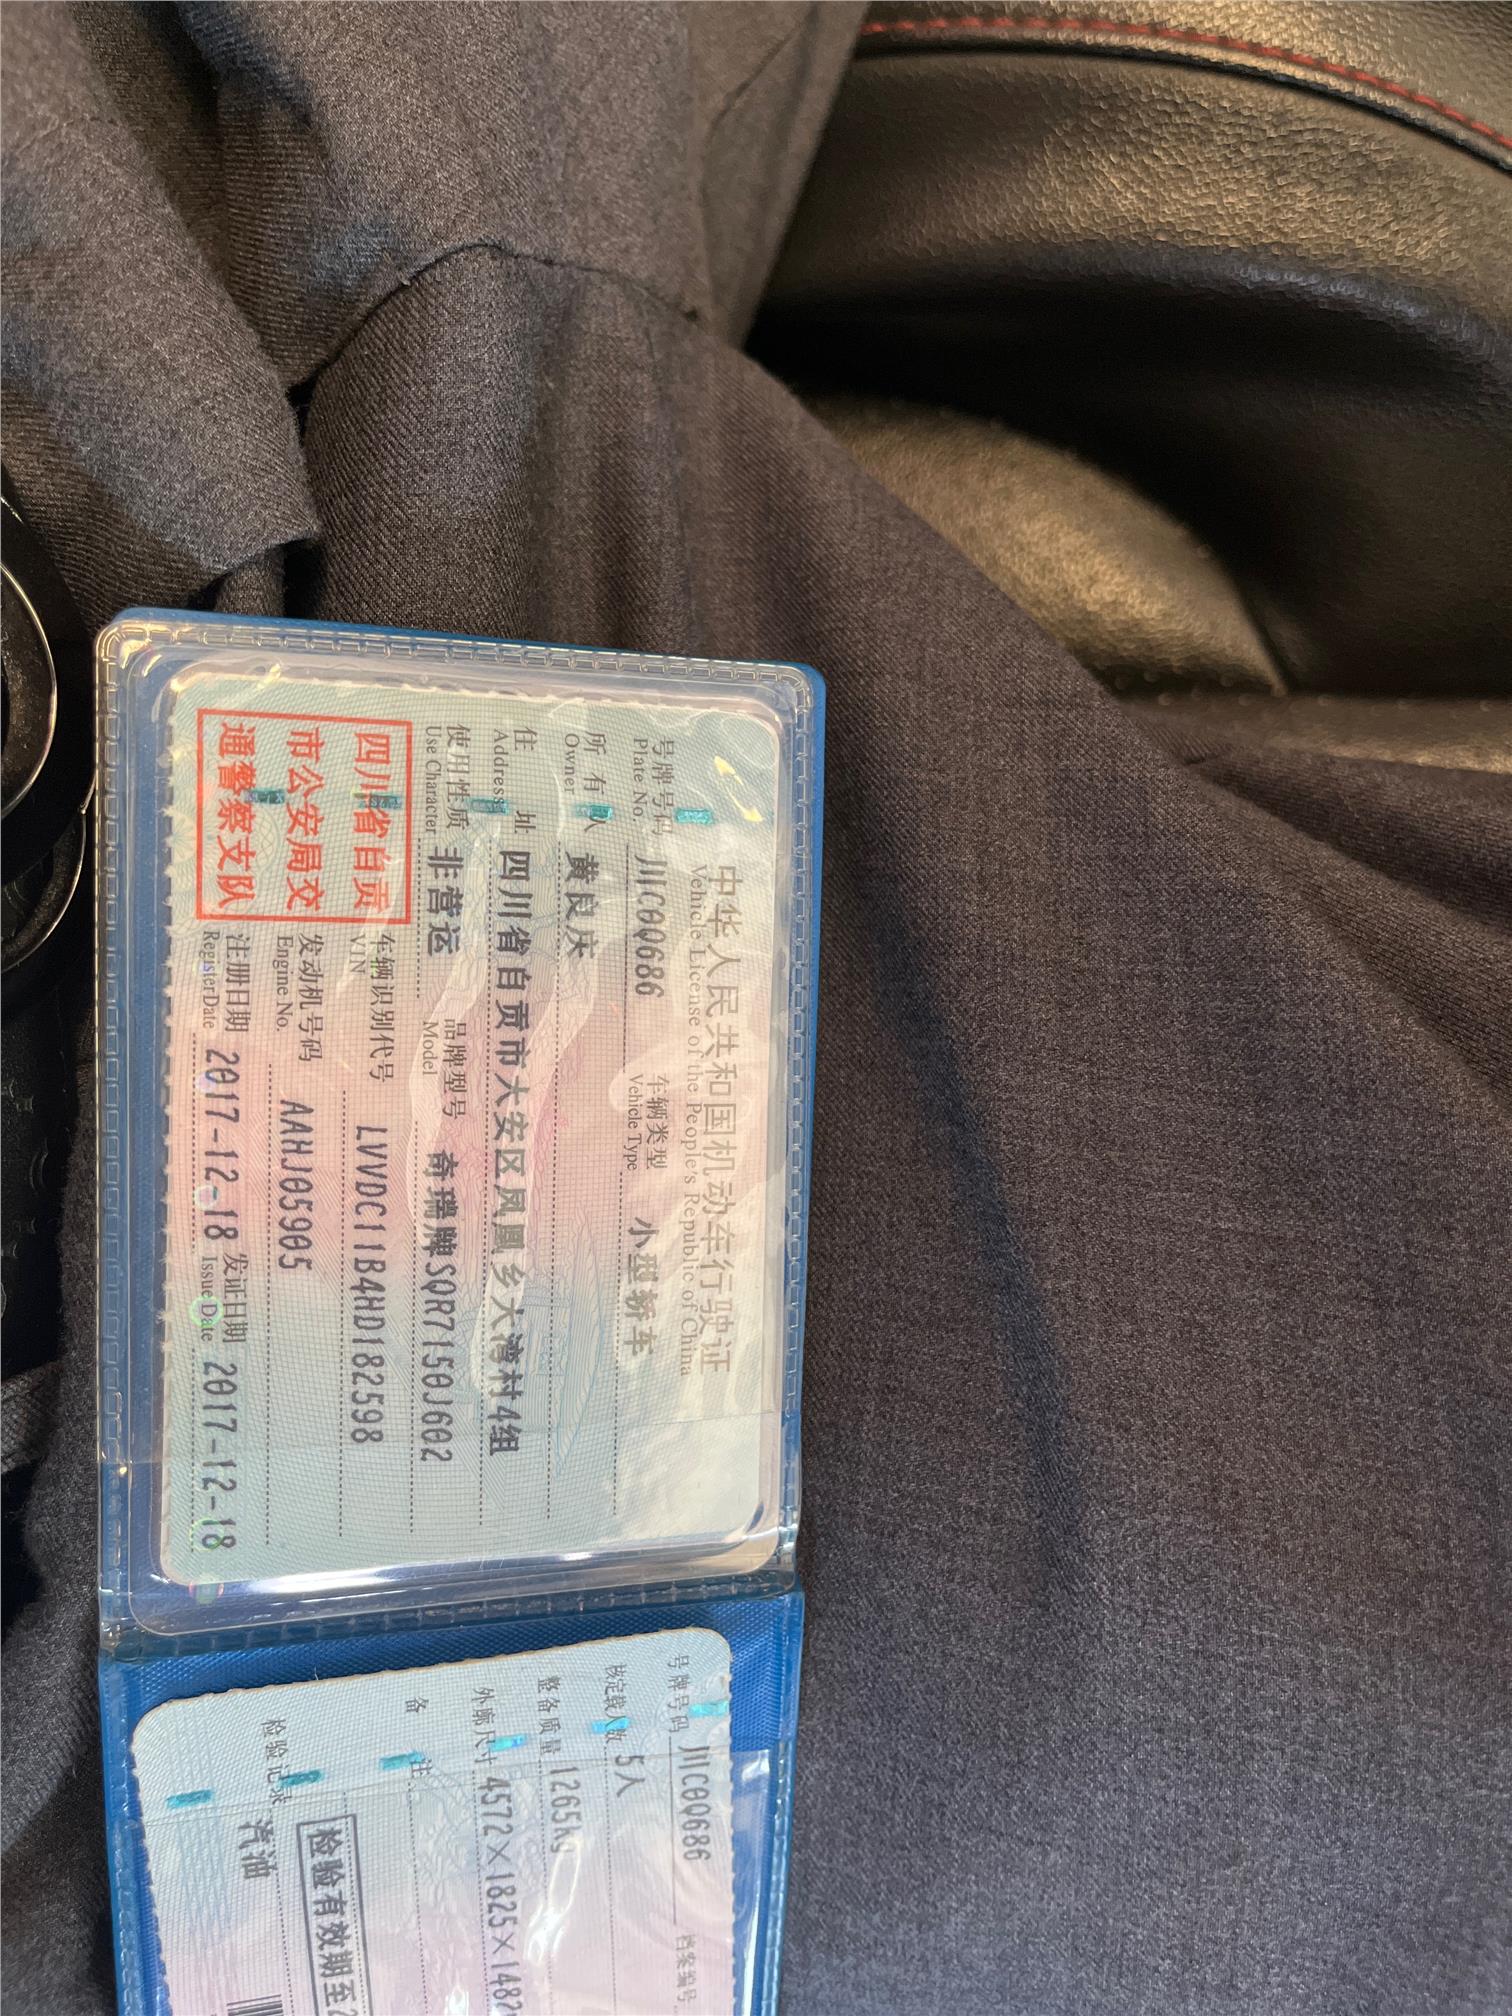 中华人民共和国机动车行驶证
Vehicle License of the People's Republic of China
号牌号码 川C0Q686 车辆类型 小型轿车
Plate No. Vehicle Type
所有人 黄良庆
Owner
住址 四川省自贡市大安区凤凰乡大湾村4组
Address
使用性质 非营运 品牌型号 奇瑞牌SQR7150J602
Use Character Model
四川省自贡
市公安局交
通警察支队
车辆识别代号 LVVDC11B4HD182598
VIN
发动机号码 AAHJ05905
Engine No.
注册日期 2017-12-18 发证日期 2017-12-18
Register Date Issue Date
号牌号码 川C0Q686 档案编号
核定载人数 5人
整备质量 1265kg
外廓尺寸 4572×1825×1482
备注
检验有效期至2
检验记录
汽油